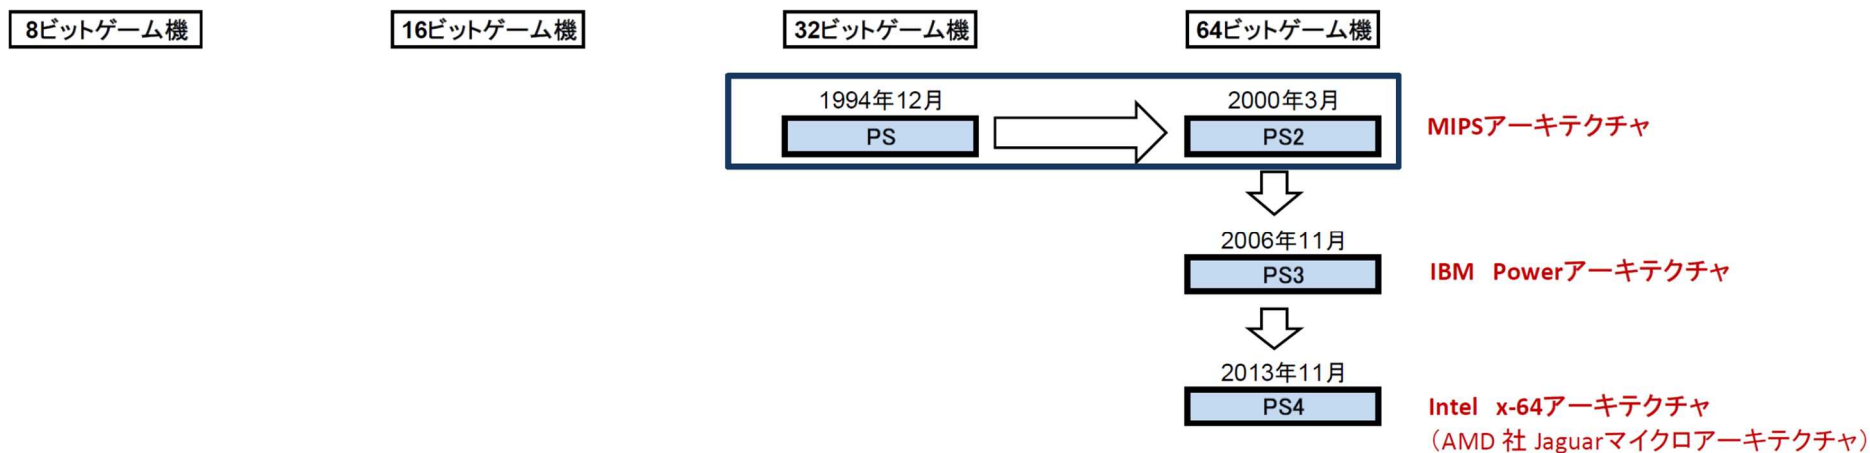 8ビットゲーム機
16ビットゲーム機
32ビットゲーム機
64ビットゲーム機
1994年12月
PS
2000年3月
PS2
MIPSアーキテクチャ
2006年11月
PS3
IBM Powerアーキテクチャ
2013年11月
PS4
Intel x-64アーキテクチャ
（AMD 社 Jaguarマイクロアーキテクチャ）